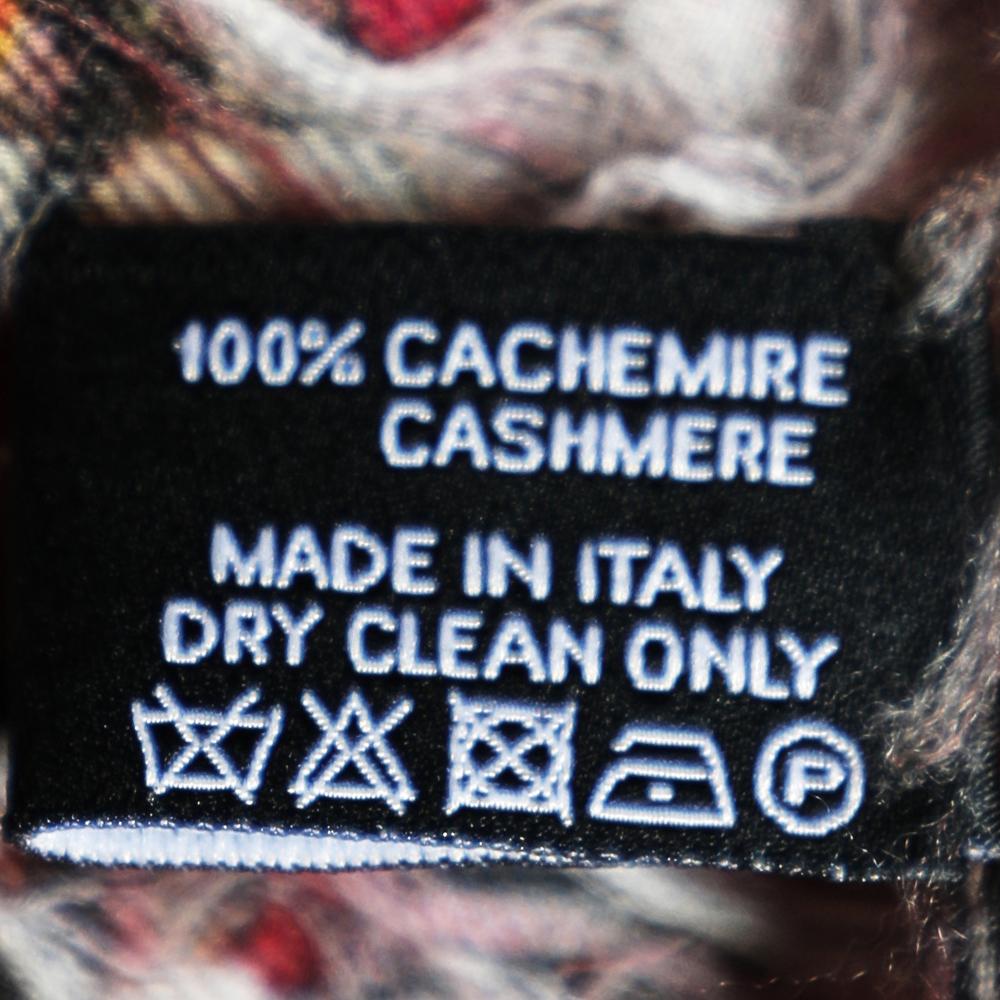 100% CACHEMIRE
CASHMERE
MADE IN ITALY
DRY CLEAN ONLY
P